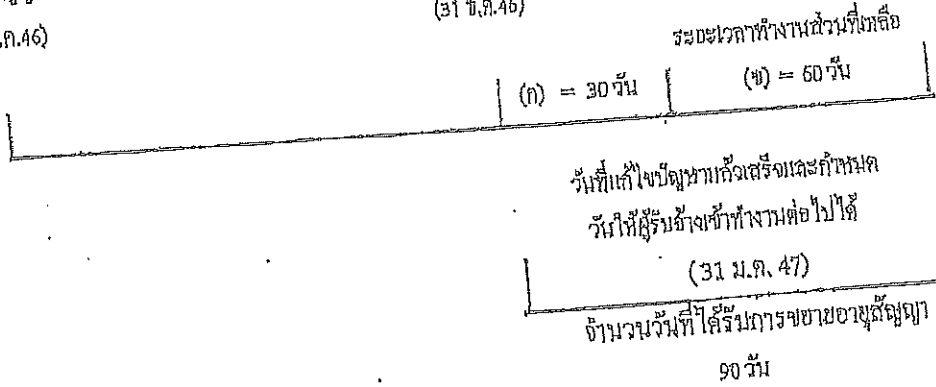 (31 ธ.ค.46)
.ค.46)
ระยะเวลาทำงานส่วนที่เหลือ
(ก) = 30 วัน
(ข) = 60 วัน
วันที่แก้ไขปัญหาแล้วเสร็จและกำหนด
วันให้ผู้รับจ้างเข้าทำงานต่อไปได้
(31 ม.ค. 47)
จำนวนวันที่ได้รับการขยายอายุสัญญา
90 วัน